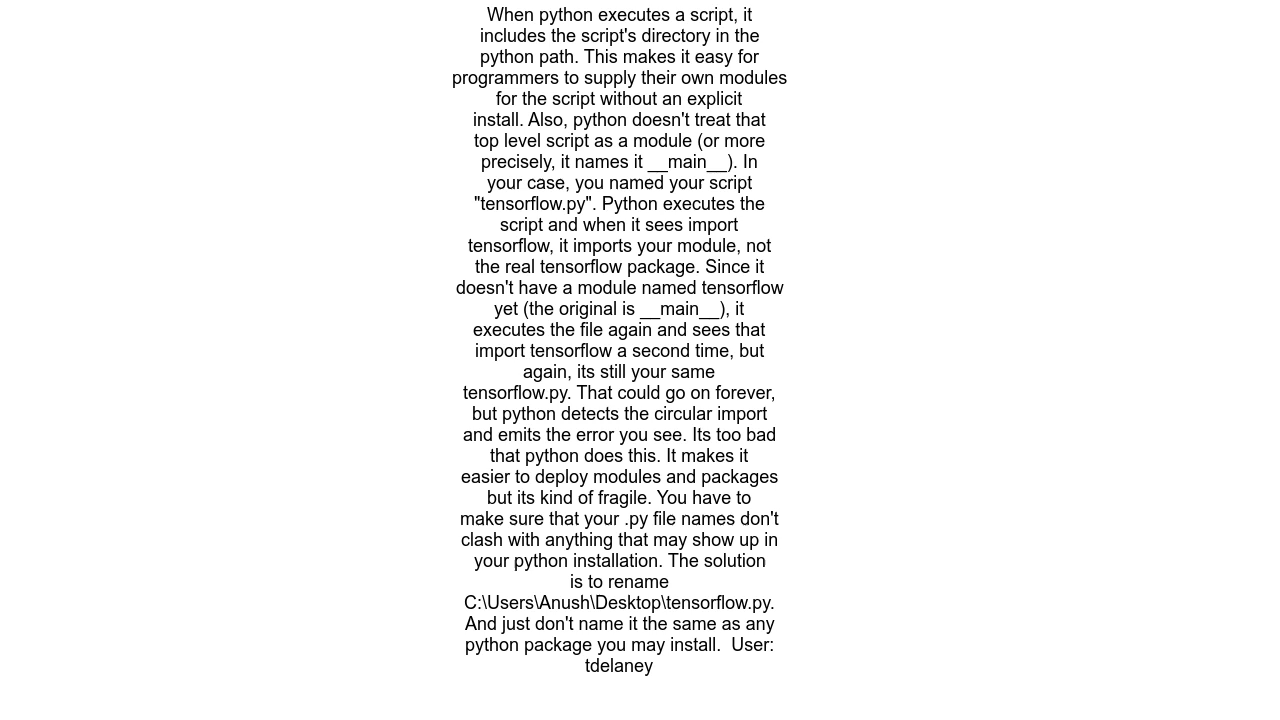 When python executes a script, it
includes the script's directory in the
python path. This makes it easy for
programmers to supply their own modules
for the script without an explicit
install. Also, python doesn't treat that
top level script as a module (or more
precisely, it names it __main__). In
your case, you named your script
"tensorflow.py". Python executes the
script and when it sees import
tensorflow, it imports your module, not
the real tensorflow package. Since it
doesn't have a module named tensorflow
yet (the original is __main__), it
executes the file again and sees that
import tensorflow a second time, but
again, its still your same
tensorflow.py. That could go on forever,
but python detects the circular import
and emits the error you see. Its too bad
that python does this. It makes it
easier to deploy modules and packages
but its kind of fragile. You have to
make sure that your .py file names don't
clash with anything that may show up in
your python installation. The solution
is to rename
C:\Users\Anush\Desktop\tensorflow.py.
And just don't name it the same as any
python package you may install.  User:
tdelaney